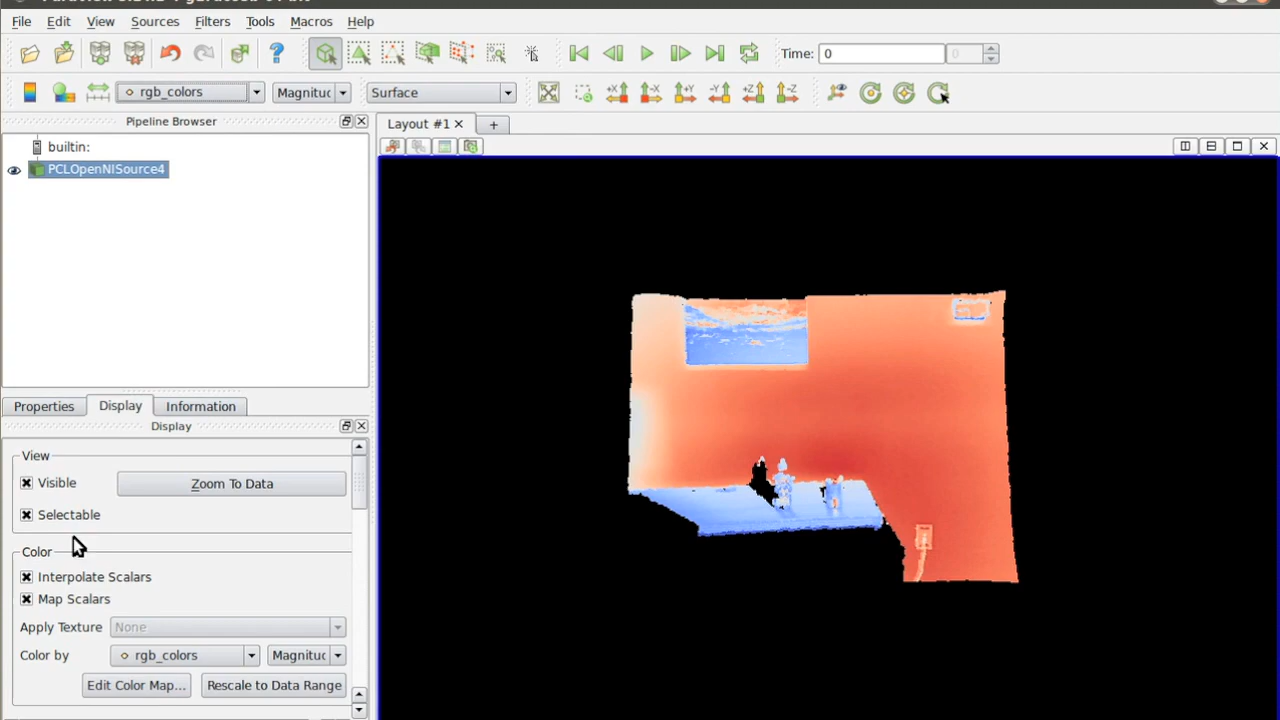 File Edit View Sources Filters Tools Macros Help
Time: 0 0
rgb_colors Magnituc Surface +X -X +Y -Y +Z -Z
Pipeline Browser
builtin:
PCLOpenNISource4
Layout #1
Properties Display Information
Display
View
Visible Zoom To Data
Selectable
Color
Interpolate Scalars
Map Scalars
Apply Texture None
Color by rgb_colors Magnituc
Edit Color Map... Rescale to Data Range